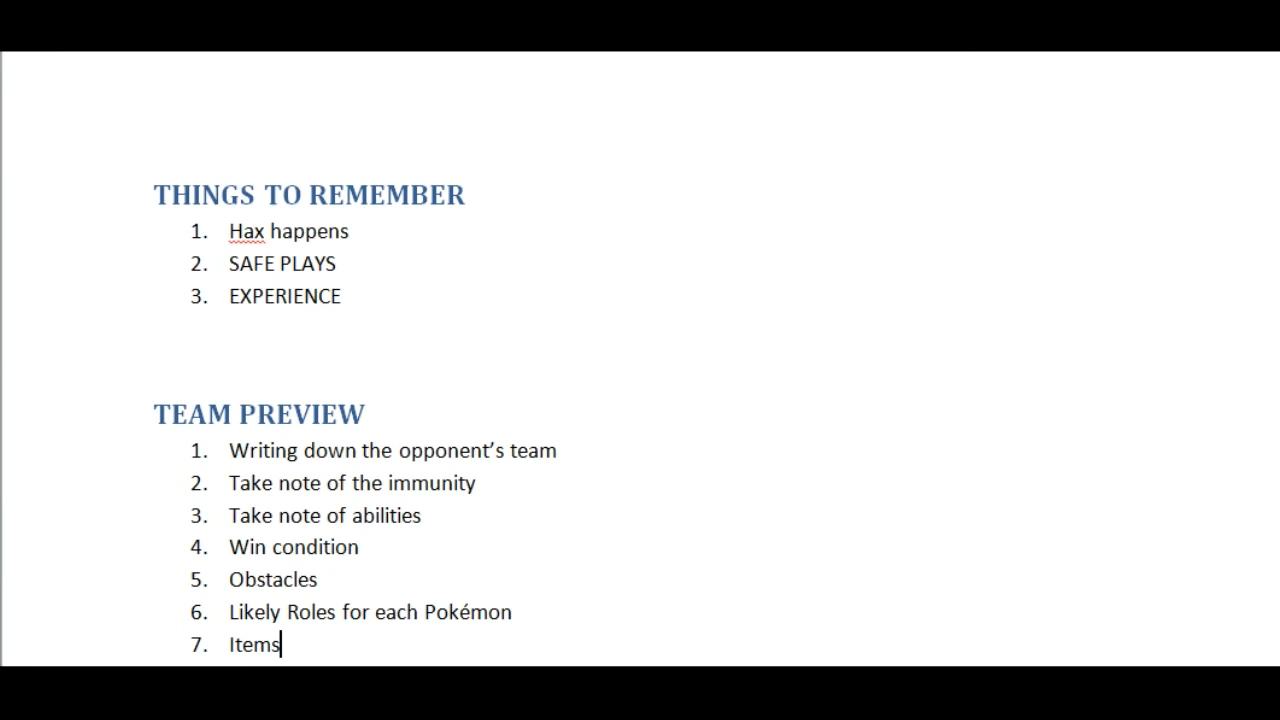 THINGS TO REMEMBER
1. Hax happens
2. SAFE PLAYS
3. EXPERIENCE
TEAM PREVIEW
1. Writing down the opponent’s team
2. Take note of the immunity
3. Take note of abilities
4. Win condition
5. Obstacles
6. Likely Roles for each Pokémon
7. Items